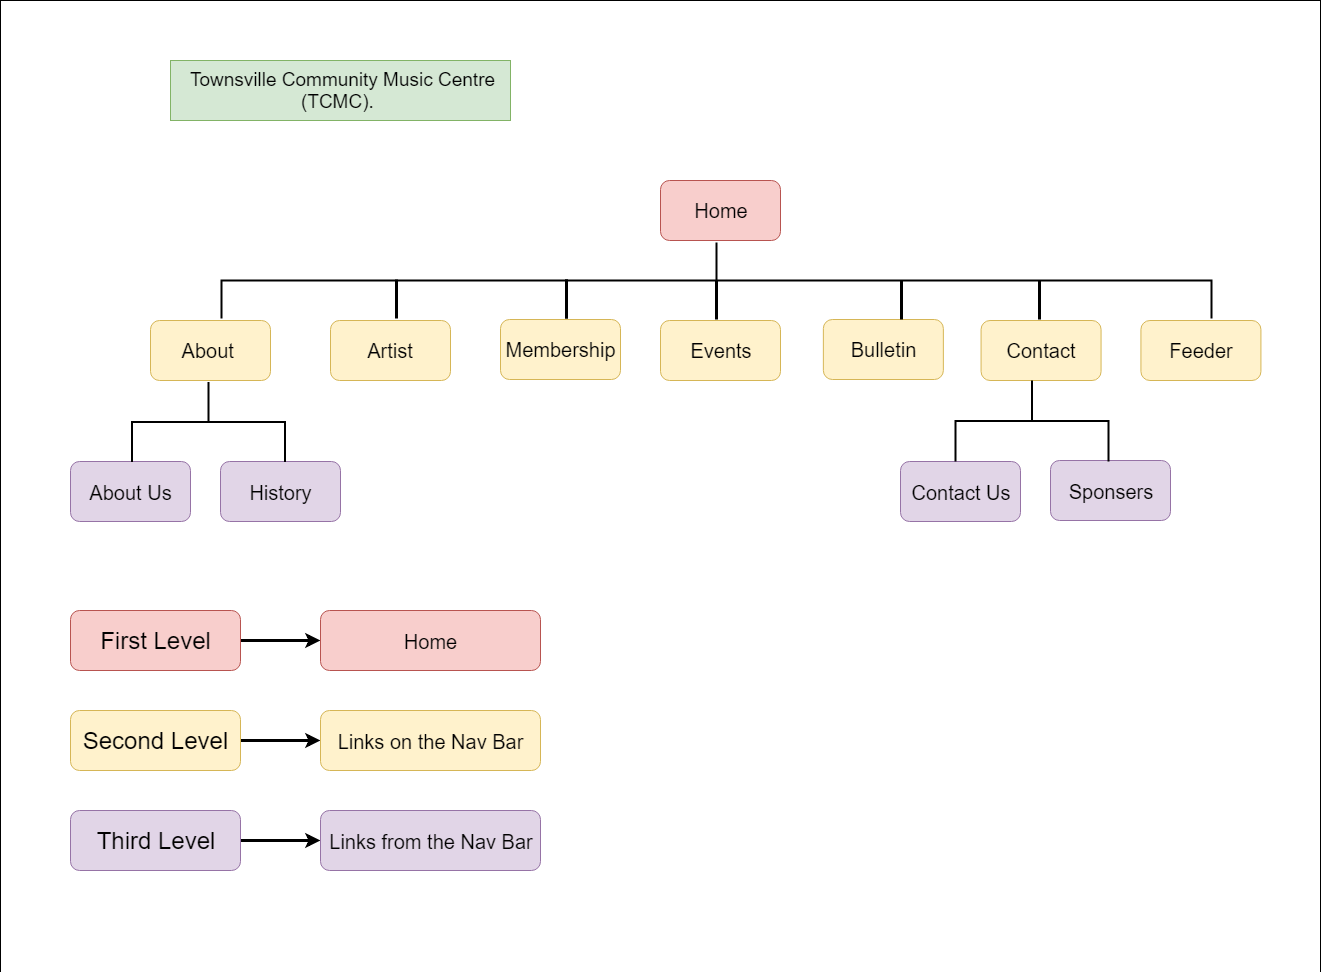 Townsville Community Music Centre
(TCMC).
Home
About
Artist
Membership
Events
Bulletin
Contact
Feeder
About Us
History
Contact Us
Sponsers
First Level
Home
Second Level
Links on the Nav Bar
Third Level
Links from the Nav Bar